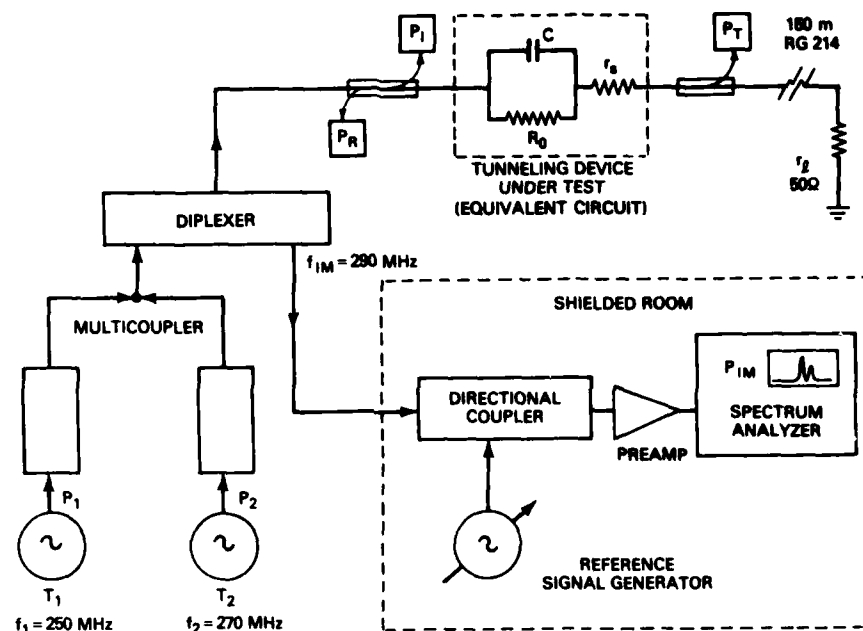 P_I
C
r_s
P_T
160 m
RG 214
P_R
R_0
TUNNELING DEVICE
UNDER TEST
(EQUIVALENT CIRCUIT)
r_ℓ
50Ω
DIPLEXER
f_IM = 290 MHz
MULTICOUPLER
SHIELDED ROOM
DIRECTIONAL
COUPLER
P_IM
SPECTRUM
ANALYZER
PREAMP
P_1
P_2
T_1
T_2
f_1 = 250 MHz
f_2 = 270 MHz
REFERENCE
SIGNAL GENERATOR